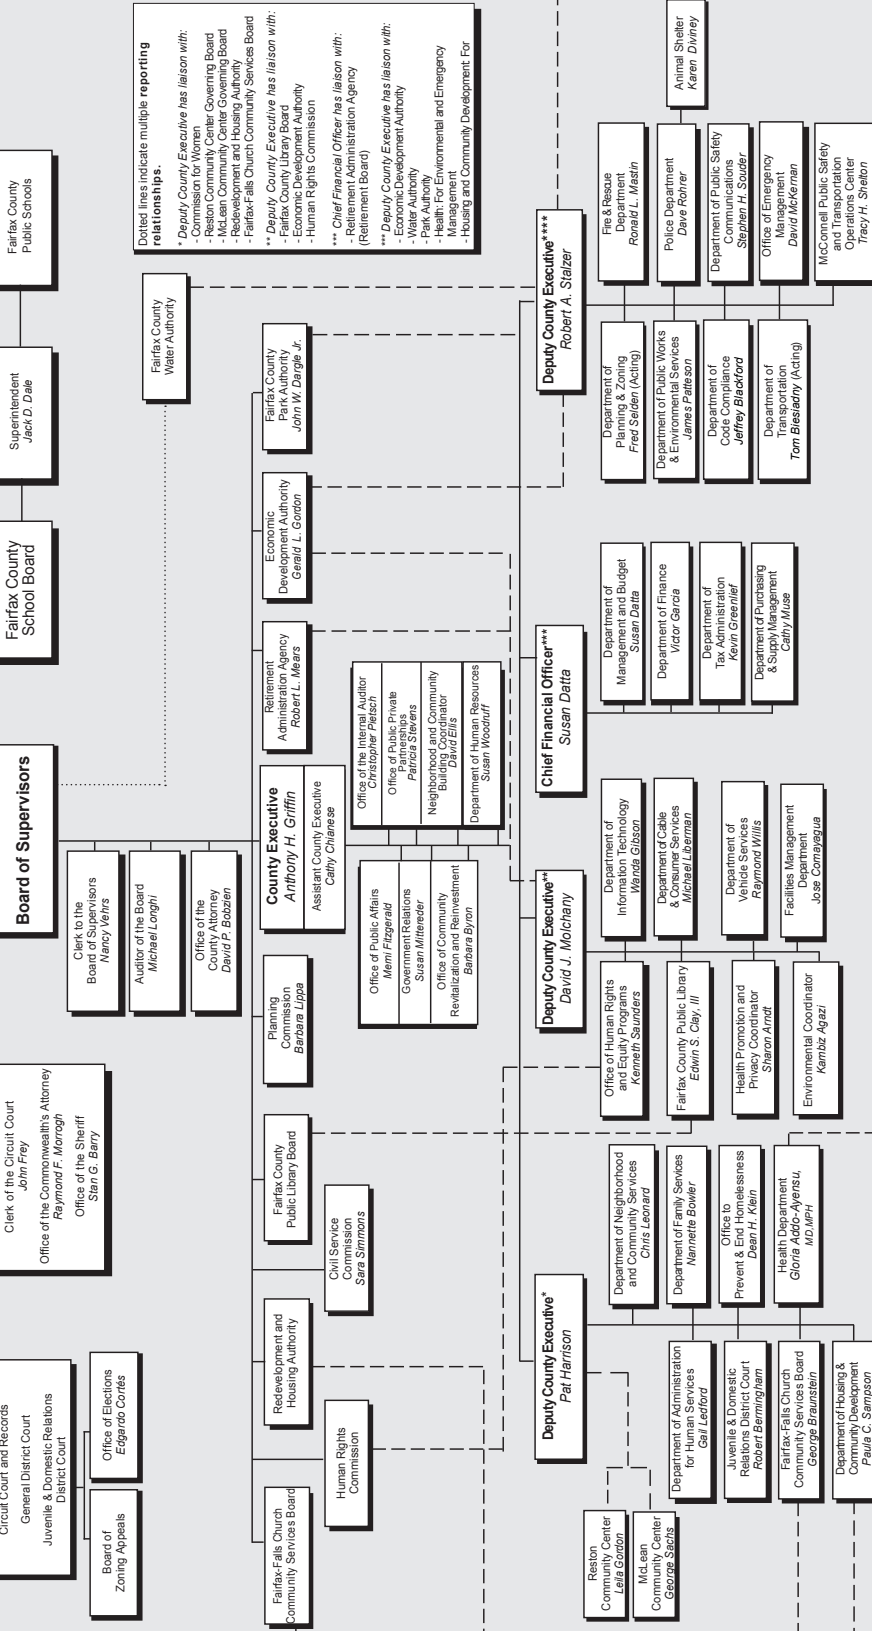 Circuit Court and Records
General District Court
Juvenile & Domestic Relations
District Court
Board of
Zoning Appeals
Office of Elections
Edgardo Cortés
Clerk of the Circuit Court
John Frey
Office of the Commonwealth's Attorney
Raymond F. Morrogh
Office of the Sheriff
Stan G. Barry
Board of Supervisors
Fairfax County
School Board
Superintendent
Jack D. Dale
Fairfax County
Public Schools
Clerk to the
Board of Supervisors
Nancy Vehrs
Auditor of the Board
Michael Longhi
Office of the
County Attorney
David P. Bobzien
Fairfax County
Water Authority
Dotted lines indicate multiple reporting
relationships.
* Deputy County Executive has liaison with:
- Commission for Women
- Reston Community Center Governing Board
- McLean Community Center Governing Board
- Redevelopment and Housing Authority
- Fairfax-Falls Church Community Services Board
** Deputy County Executive has liaison with:
- Fairfax County Library Board
- Economic Development Authority
- Human Rights Commission
*** Chief Financial Officer has liaison with:
- Retirement Administration Agency
(Retirement Board)
*** Deputy County Executive has liaison with:
- Economic Development Authority
- Water Authority
- Park Authority
- Health: For Environmental and Emergency
Management
- Housing and Community Development: For
Fairfax-Falls Church
Community Services Board
Human Rights
Commission
Redevelopment and
Housing Authority
Civil Service
Commission
Sara Simmons
Fairfax County
Public Library Board
Planning
Commission
Barbara Lippa
County Executive
Anthony H. Griffin
Assistant County Executive
Cathy Chianese
Retirement
Administration Agency
Robert L. Mears
Economic
Development Authority
Gerald L. Gordon
Fairfax County
Park Authority
John W. Dargle Jr.
Office of Public Affairs
Merni Fitzgerald
Government Relations
Susan Mittereder
Office of Community
Revitalization and Reinvestment
Barbara Byron
Office of the Internal Auditor
Christopher Pietsch
Office of Public Private
Partnerships
Patricia Stevens
Neighborhood and Community
Building Coordinator
David Ellis
Department of Human Resources
Susan Woodruff
Deputy County Executive*
Pat Harrison
Deputy County Executive**
David J. Molchany
Chief Financial Officer***
Susan Datta
Deputy County Executive****
Robert A. Stalzer
Reston
Community Center
Leila Gordon
McLean
Community Center
George Sachs
Department of Administration
for Human Services
Gail Ledford
Juvenile & Domestic
Relations District Court
Robert Bermingham
Fairfax-Falls Church
Community Services Board
George Braunstein
Department of Housing &
Community Development
Paula C. Sampson
Department of Neighborhood
and Community Services
Chris Leonard
Department of Family Services
Nannette Bowler
Office to
Prevent & End Homelessness
Dean H. Klein
Health Department
Gloria Addo-Ayensu,
MD,MPH
Office of Human Rights
and Equity Programs
Kenneth Saunders
Fairfax County Public Library
Edwin S. Clay, III
Health Promotion and
Privacy Coordinator
Sharon Arndt
Environmental Coordinator
Kambiz Agazi
Department of
Information Technology
Wanda Gibson
Department of Cable
& Consumer Services
Michael Liberman
Department of
Vehicle Services
Raymond Willis
Facilities Management
Department
Jose Comayagua
Department of
Management and Budget
Susan Datta
Department of Finance
Victor Garcia
Department of
Tax Administration
Kevin Greenlief
Department of Purchasing
& Supply Management
Cathy Muse
Department of
Planning & Zoning
Fred Selden (Acting)
Department of Public Works
& Environmental Services
James Patteson
Department of
Code Compliance
Jeffrey Blackford
Department of
Transportation
Tom Biesiadny (Acting)
Fire & Rescue
Department
Ronald L. Mastin
Police Department
Dave Rohrer
Department of Public Safety
Communications
Stephen H. Souder
Office of Emergency
Management
David McKernan
McConnell Public Safety
and Transportation
Operations Center
Tracy H. Shelton
Animal Shelter
Karen Diviney